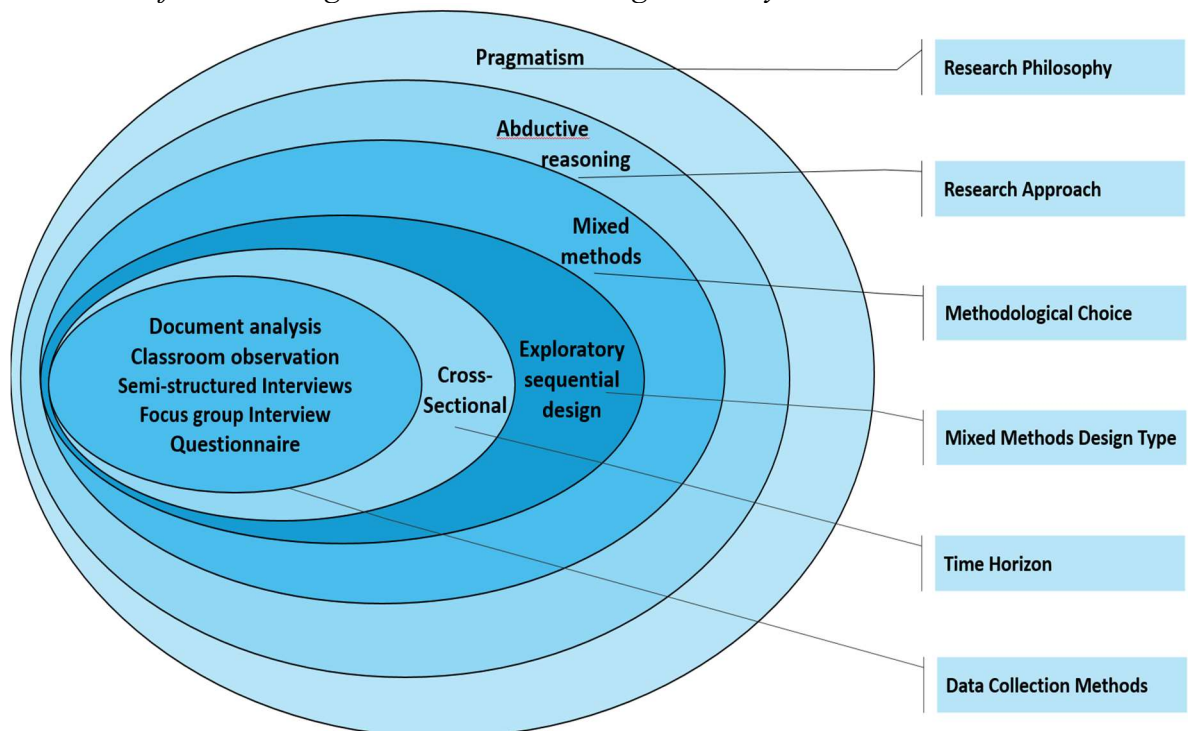 Pragmatism
Research Philosophy
Abductive
reasoning
Research Approach
Mixed
methods
Methodological Choice
Exploratory
sequential
design
Mixed Methods Design Type
Cross-
Sectional
Time Horizon
Document analysis
Classroom observation
Semi-structured Interviews
Focus group Interview
Questionnaire
Data Collection Methods